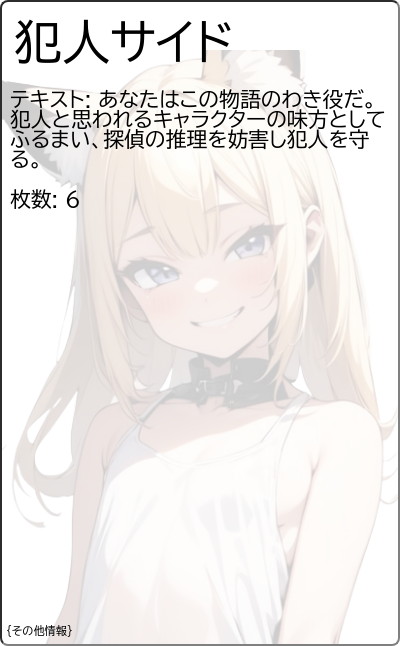 犯人サイド
テキスト: あなたはこの物語のわき役だ。
犯人と思われるキャラクターの味方として
ふるまい、探偵の推理を妨害し犯人を守
る。
枚数: 6
{その他情報}